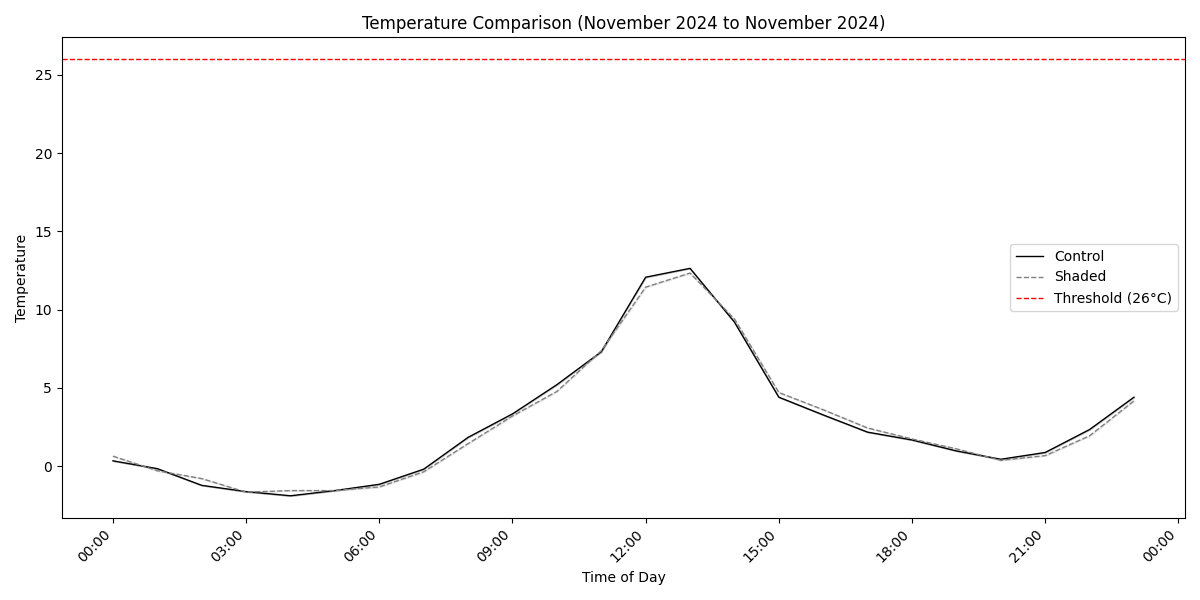 Temperature Comparison (November 2024 to November 2024)
25
20
15
10
5
0
Temperature
Control
Shaded
Threshold (26°C)
00:00
03:00
06:00
09:00
12:00
15:00
18:00
21:00
00:00
Time of Day